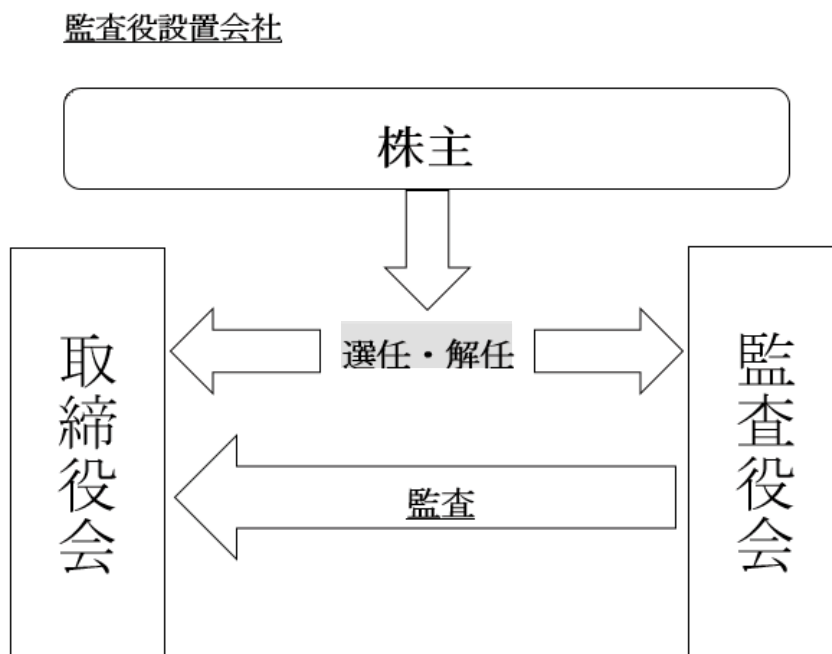 監査役設置会社
株主
選任・解任
取締役会
監査役会
監査